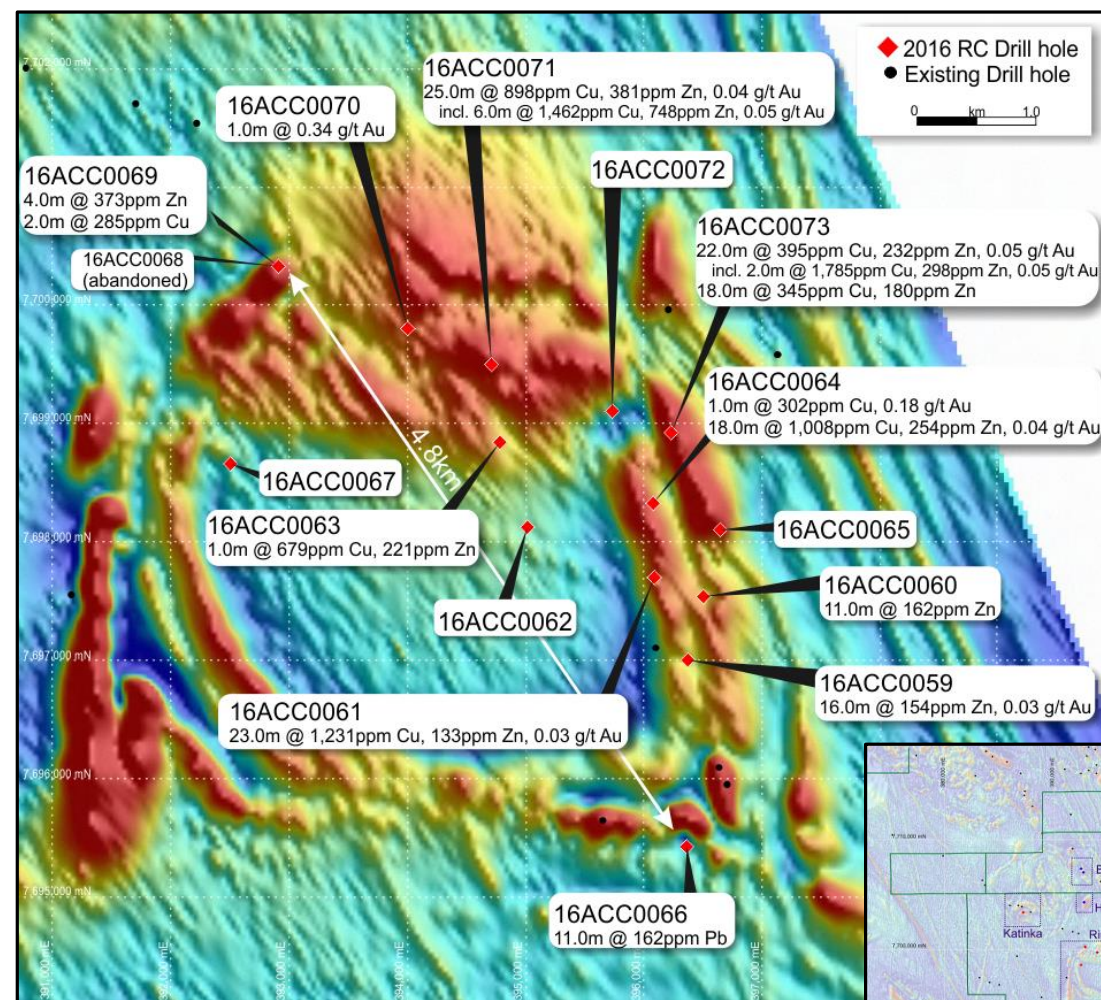 7,702,000 mN
2016 RC Drill hole
Existing Drill hole
0 km 1.0
16ACC0071
25.0m @ 898ppm Cu, 381ppm Zn, 0.04 g/t Au
incl. 6.0m @ 1,462ppm Cu, 748ppm Zn, 0.05 g/t Au
16ACC0070
1.0m @ 0.34 g/t Au
16ACC0072
16ACC0069
4.0m @ 373ppm Zn
2.0m @ 285ppm Cu
16ACC0068
(abandoned)
16ACC0073
22.0m @ 395ppm Cu, 232ppm Zn, 0.05 g/t Au
incl. 2.0m @ 1,785ppm Cu, 298ppm Zn, 0.05 g/t Au
18.0m @ 345ppm Cu, 180ppm Zn
7,700,000 mN
16ACC0064
1.0m @ 302ppm Cu, 0.18 g/t Au
18.0m @ 1,008ppm Cu, 254ppm Zn, 0.04 g/t Au
7,699,000 mN
4.8km
16ACC0067
16ACC0063
1.0m @ 679ppm Cu, 221ppm Zn
16ACC0065
7,698,000 mN
16ACC0060
11.0m @ 162ppm Zn
16ACC0062
7,697,000 mN
16ACC0059
16.0m @ 154ppm Zn, 0.03 g/t Au
16ACC0061
23.0m @ 1,231ppm Cu, 133ppm Zn, 0.03 g/t Au
7,696,000 mN
7,695,000 mN
16ACC0066
11.0m @ 162ppm Pb
Katinka